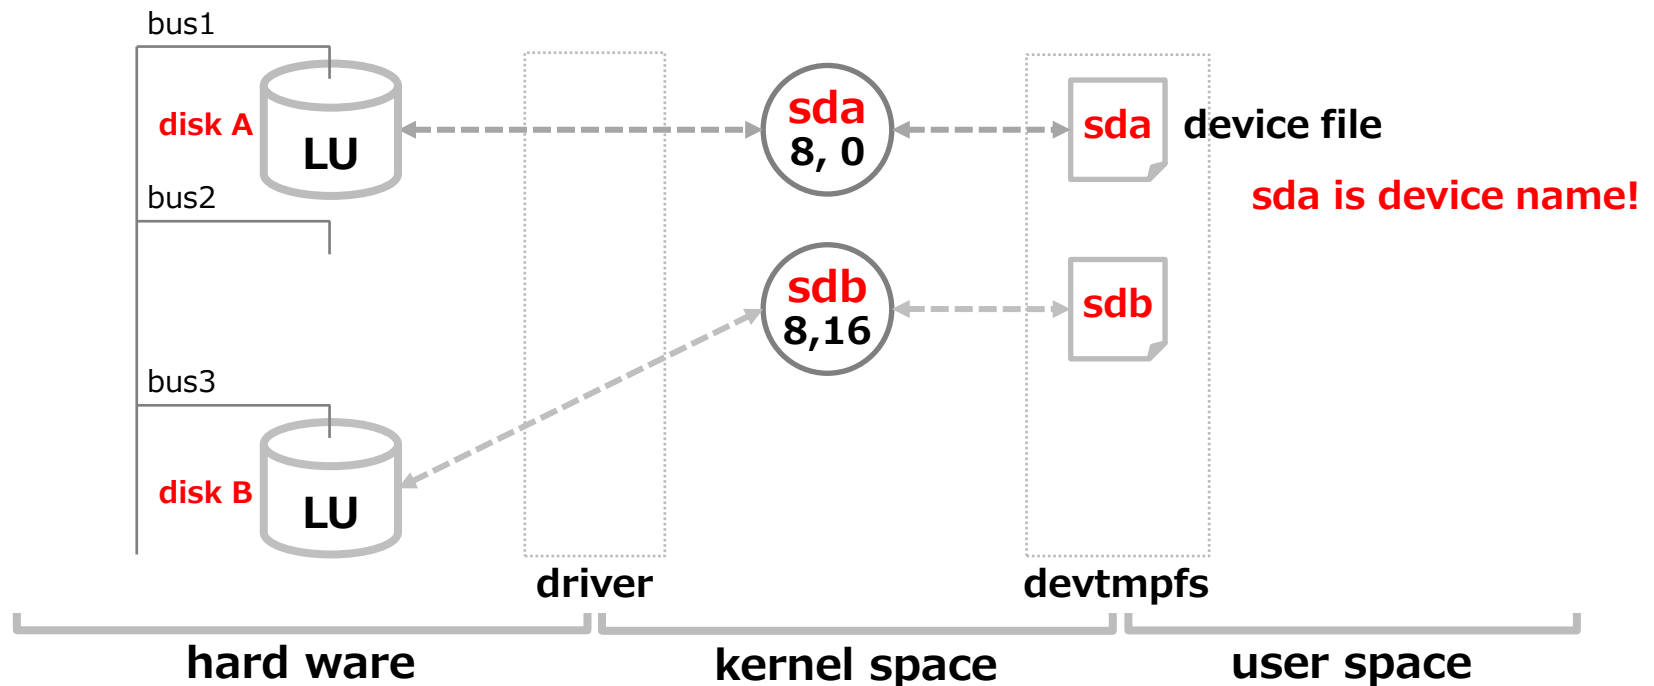 bus1
disk A
LU
sda
8, 0
sda
device file
sda is device name!
bus2
sdb
8,16
sdb
bus3
disk B
LU
driver
devtmpfs
hard ware
kernel space
user space